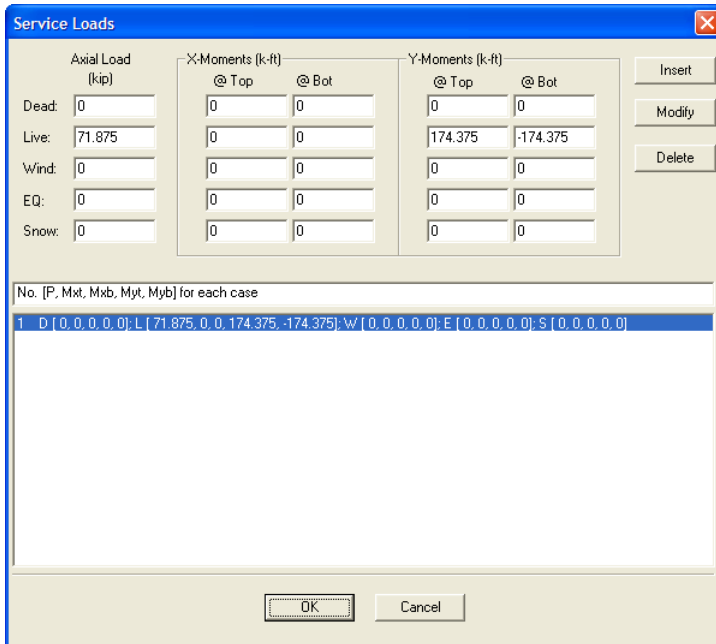 Service Loads
Axial Load
(kip)
X-Moments (k-ft)
@ Top @ Bot
Y-Moments (k-ft)
@ Top @ Bot
Insert
Modify
Delete
Dead: 0 0 0 0 0
Live: 71.875 0 0 174.375 -174.375
Wind: 0 0 0 0 0
EQ: 0 0 0 0 0
Snow: 0 0 0 0 0
No. [P, Mxt, Mxb, Myt, Myb] for each case
1 D [ 0, 0, 0, 0, 0]; L [ 71.875, 0, 0, 174.375, -174.375]; W [ 0, 0, 0, 0, 0]; E [ 0, 0, 0, 0, 0]; S [ 0, 0, 0, 0, 0]
OK Cancel